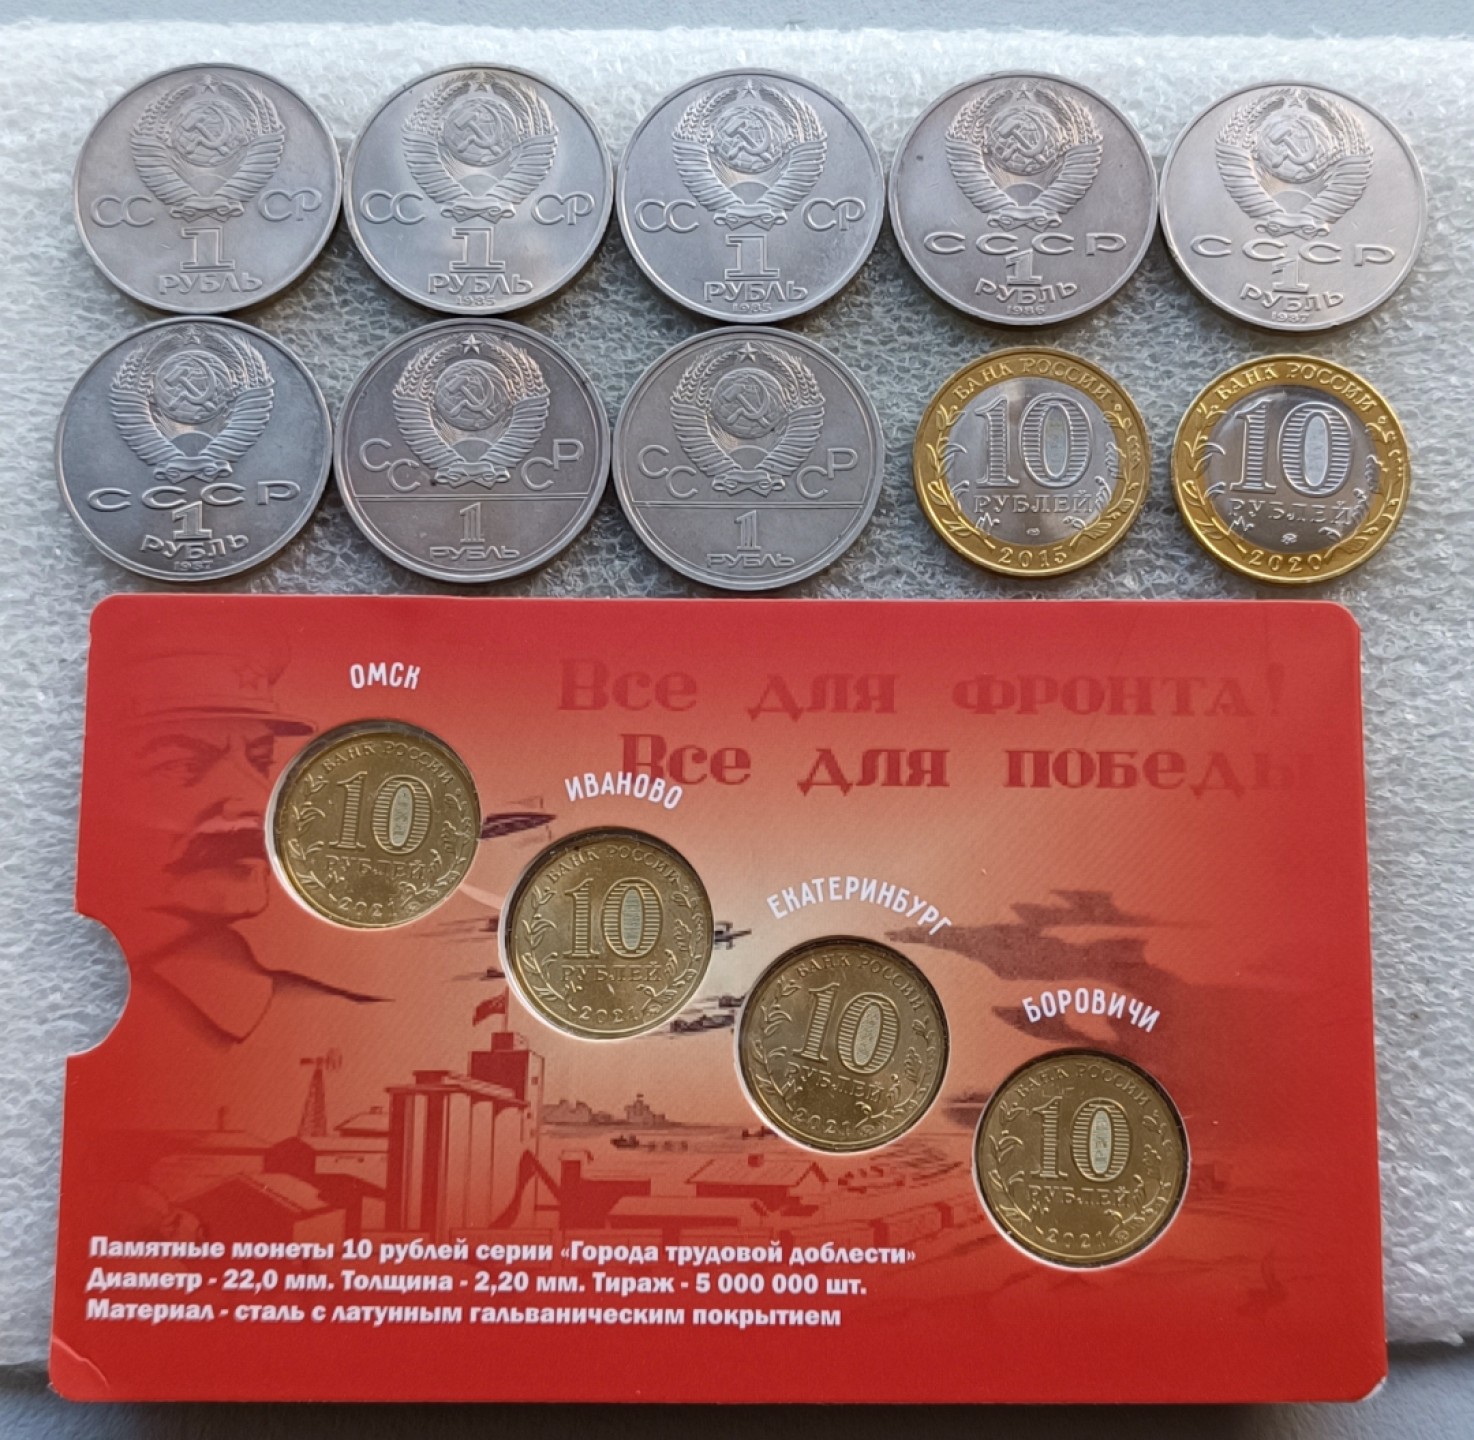 СС СР
1
РУБЛЬ
СС СР
1
РУБЛЬ
1985
СС СР
1
РУБЛЬ
1985
СССР
1
РУБЛЬ
1986
СССР
1
РУБЛЬ
1987
СССР
1
РУБЛЬ
1987
СССР
1
РУБЛЬ
СССР
1
РУБЛЬ
БАНК РОССИИ
10
РУБЛЕЙ
2015
БАНК РОССИИ
10
РУБЛЕЙ
2020
Все для фронта!
Все для победы
ОМСК
БАНК РОССИИ
10
РУБЛЕЙ
2021
ИВАНОВО
БАНК РОССИИ
10
РУБЛЕЙ
2021
ЕКАТЕРИНБУРГ
БАНК РОССИИ
10
РУБЛЕЙ
2021
БОРОВИЧИ
БАНК РОССИИ
10
РУБЛЕЙ
2021
Памятные монеты 10 рублей серии «Города трудовой доблести»
Диаметр - 22,0 мм. Толщина - 2,20 мм. Тираж - 5 000 000 шт.
Материал - сталь с латунным гальваническим покрытием